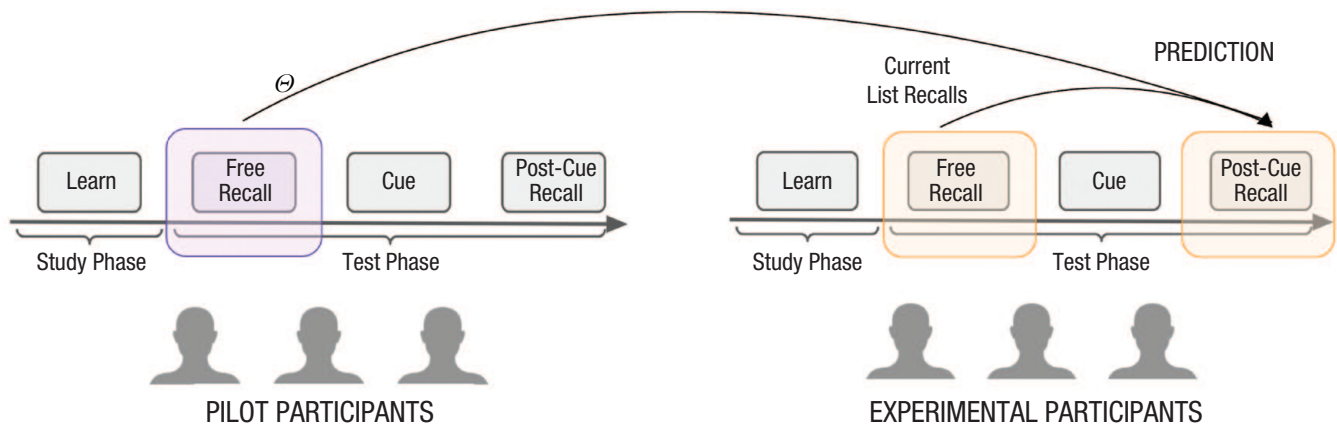 PREDICTION
Θ
Current
List Recalls
Learn
Free
Recall
Cue
Post-Cue
Recall
Study Phase
Test Phase
PILOT PARTICIPANTS
Learn
Free
Recall
Cue
Post-Cue
Recall
Study Phase
Test Phase
EXPERIMENTAL PARTICIPANTS